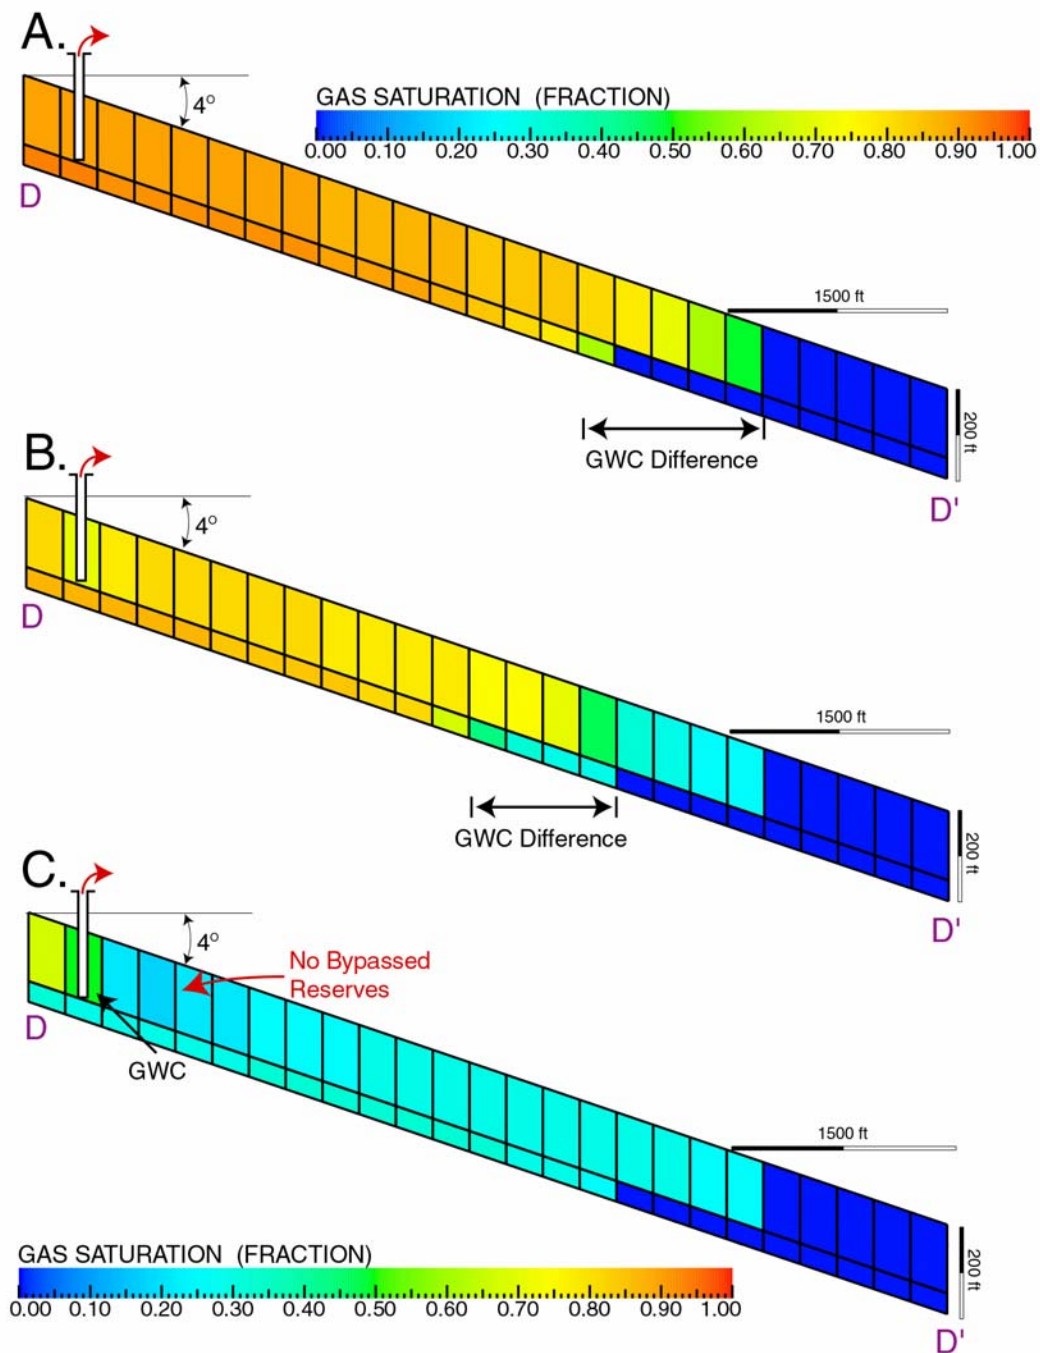 A.
4°
GAS SATURATION (FRACTION)
0.00 0.10 0.20 0.30 0.40 0.50 0.60 0.70 0.80 0.90 1.00
D
1500 ft
200 ft
GWC Difference
D'
B.
4°
D
1500 ft
200 ft
GWC Difference
D'
C.
4°
No Bypassed
Reserves
D
GWC
1500 ft
200 ft
GAS SATURATION (FRACTION)
0.00 0.10 0.20 0.30 0.40 0.50 0.60 0.70 0.80 0.90 1.00
D'